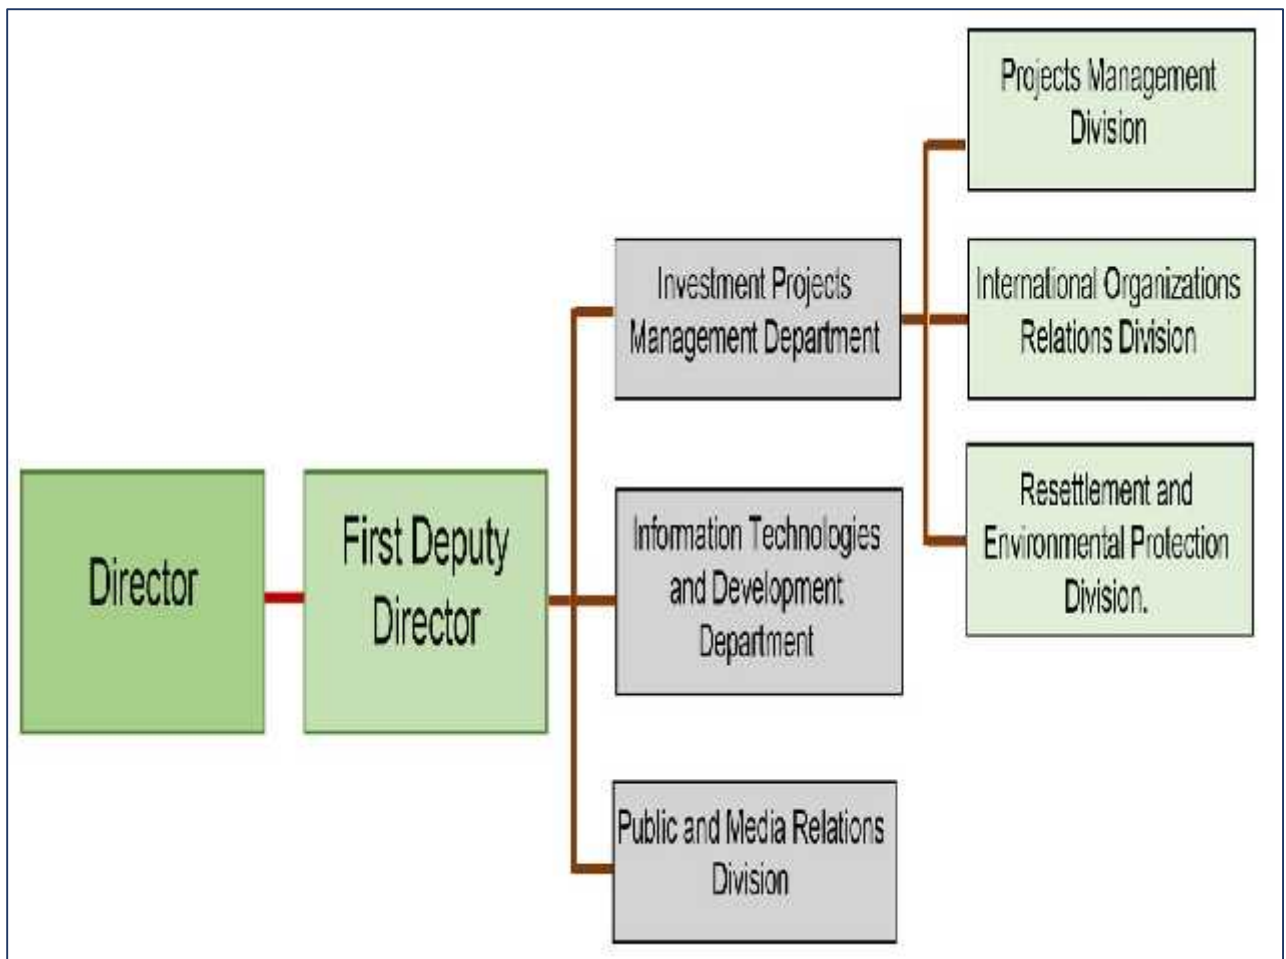 Director
First Deputy
Director
Investment Projects
Management Department
Information Technologies
and Development
Department
Public and Media Relations
Division
Projects Management
Division
International Organizations
Relations Division
Resettlement and
Environmental Protection
Division.